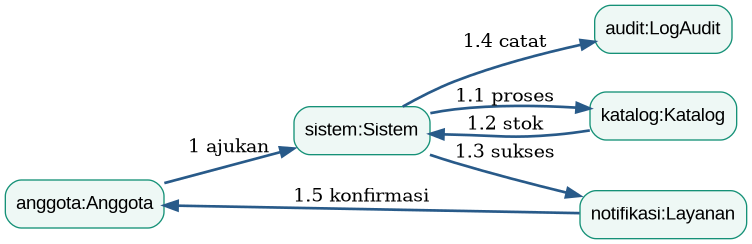 audit:LogAudit
1.4 catat
1.1 proses
katalog:Katalog
sistem:Sistem
1.2 stok
1 ajukan
1.3 sukses
anggota:Anggota
1.5 konfirmasi
notifikasi:Layanan